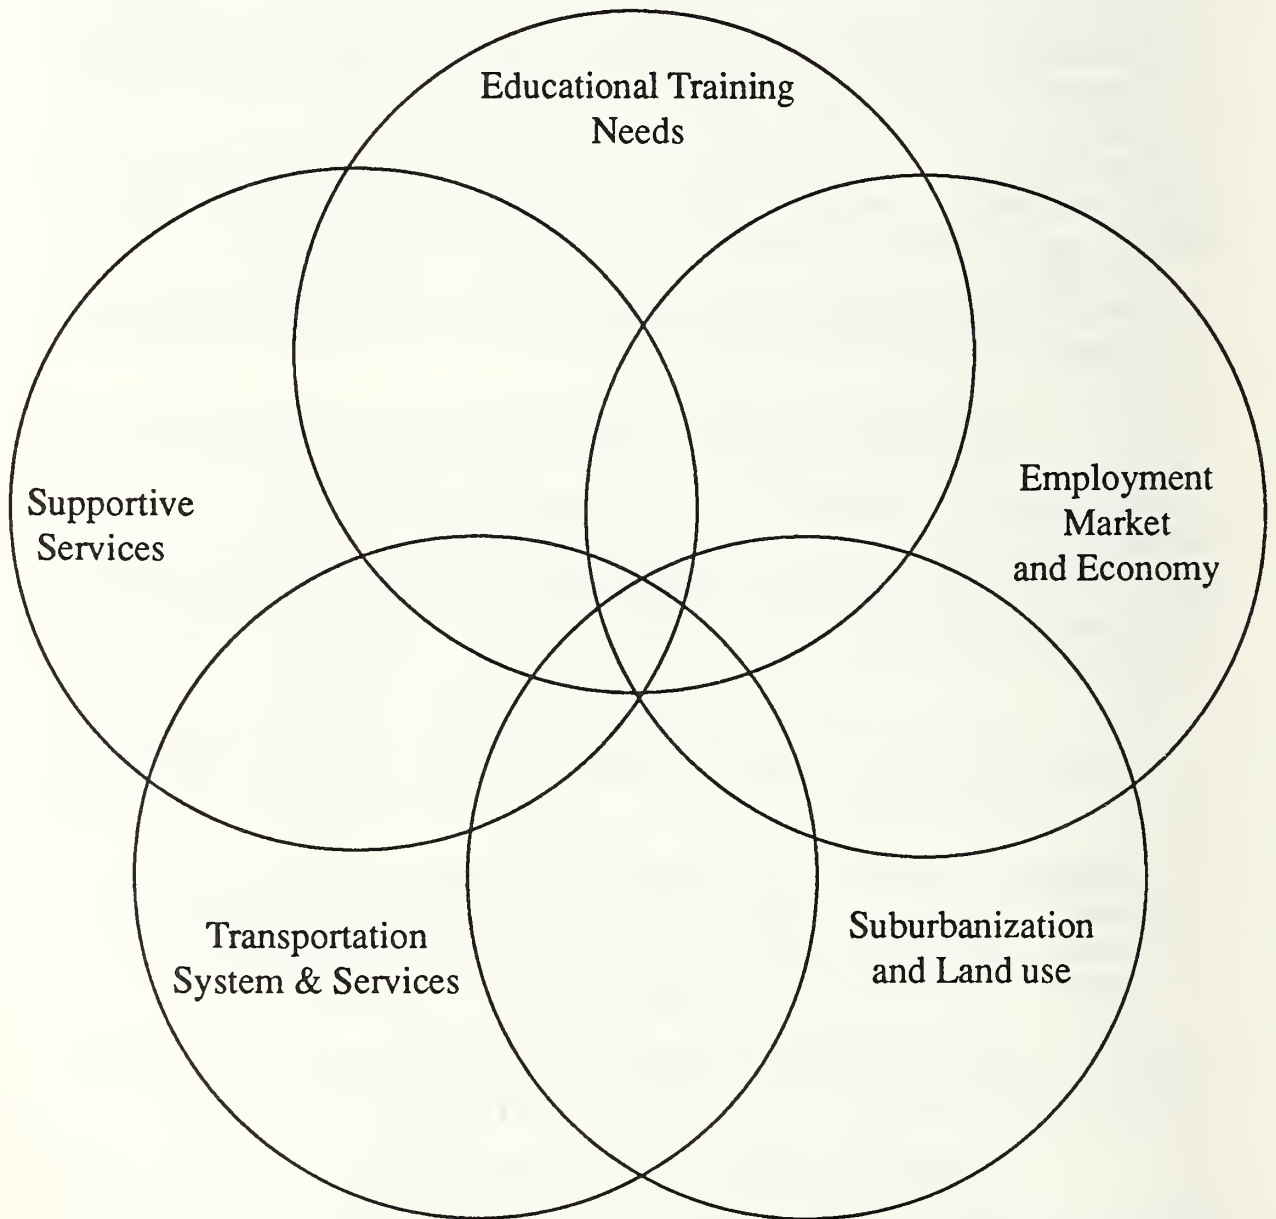 Educational Training
Needs
Supportive
Services
Employment
Market
and Economy
Transportation
System & Services
Suburbanization
and Land use